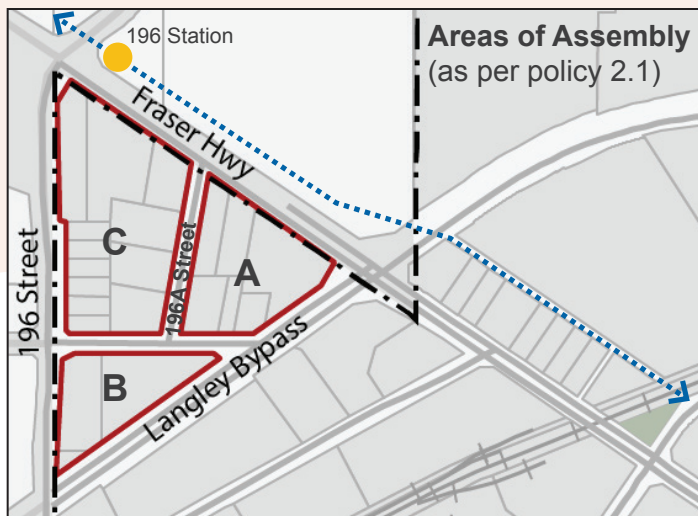 196 Station
Areas of Assembly
(as per policy 2.1)
Fraser Hwy
C
A
196A Street
196 Street
B
Langley Bypass